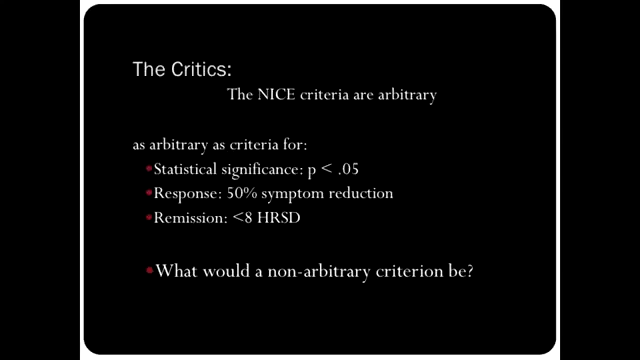 The Critics:
The NICE criteria are arbitrary
as arbitrary as criteria for:
•Statistical significance: p < .05
•Response: 50% symptom reduction
•Remission: <8 HRSD
•What would a non-arbitrary criterion be?